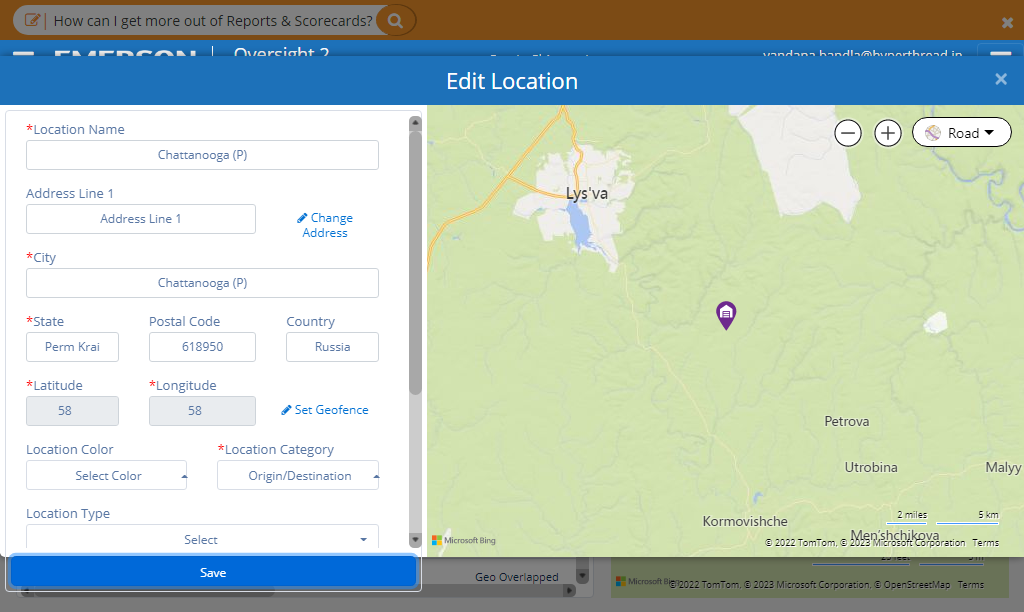 How can I get more out of Reports & Scorecards?
EMERSON
Oversight 2
vandana.bandla@hyperthread.in
Edit Location
*Location Name
Chattanooga (P)
Address Line 1
Address Line 1
Change
Address
*City
Chattanooga (P)
*State
Postal Code
Country
Perm Krai
618950
Russia
*Latitude
*Longitude
58
58
Set Geofence
Location Color
*Location Category
Select Color
Origin/Destination
Location Type
Select
Save
Road
Lys'va
Petrova
Utrobina
Malyy
Kormovishche
Men'shchikova
2 miles
5 km
Microsoft Bing
© 2022 TomTom, © 2023 Microsoft Corporation Terms
Geo Overlapped
Microsoft Bing
© 2022 TomTom, © 2023 Microsoft Corporation, © OpenStreetMap Terms